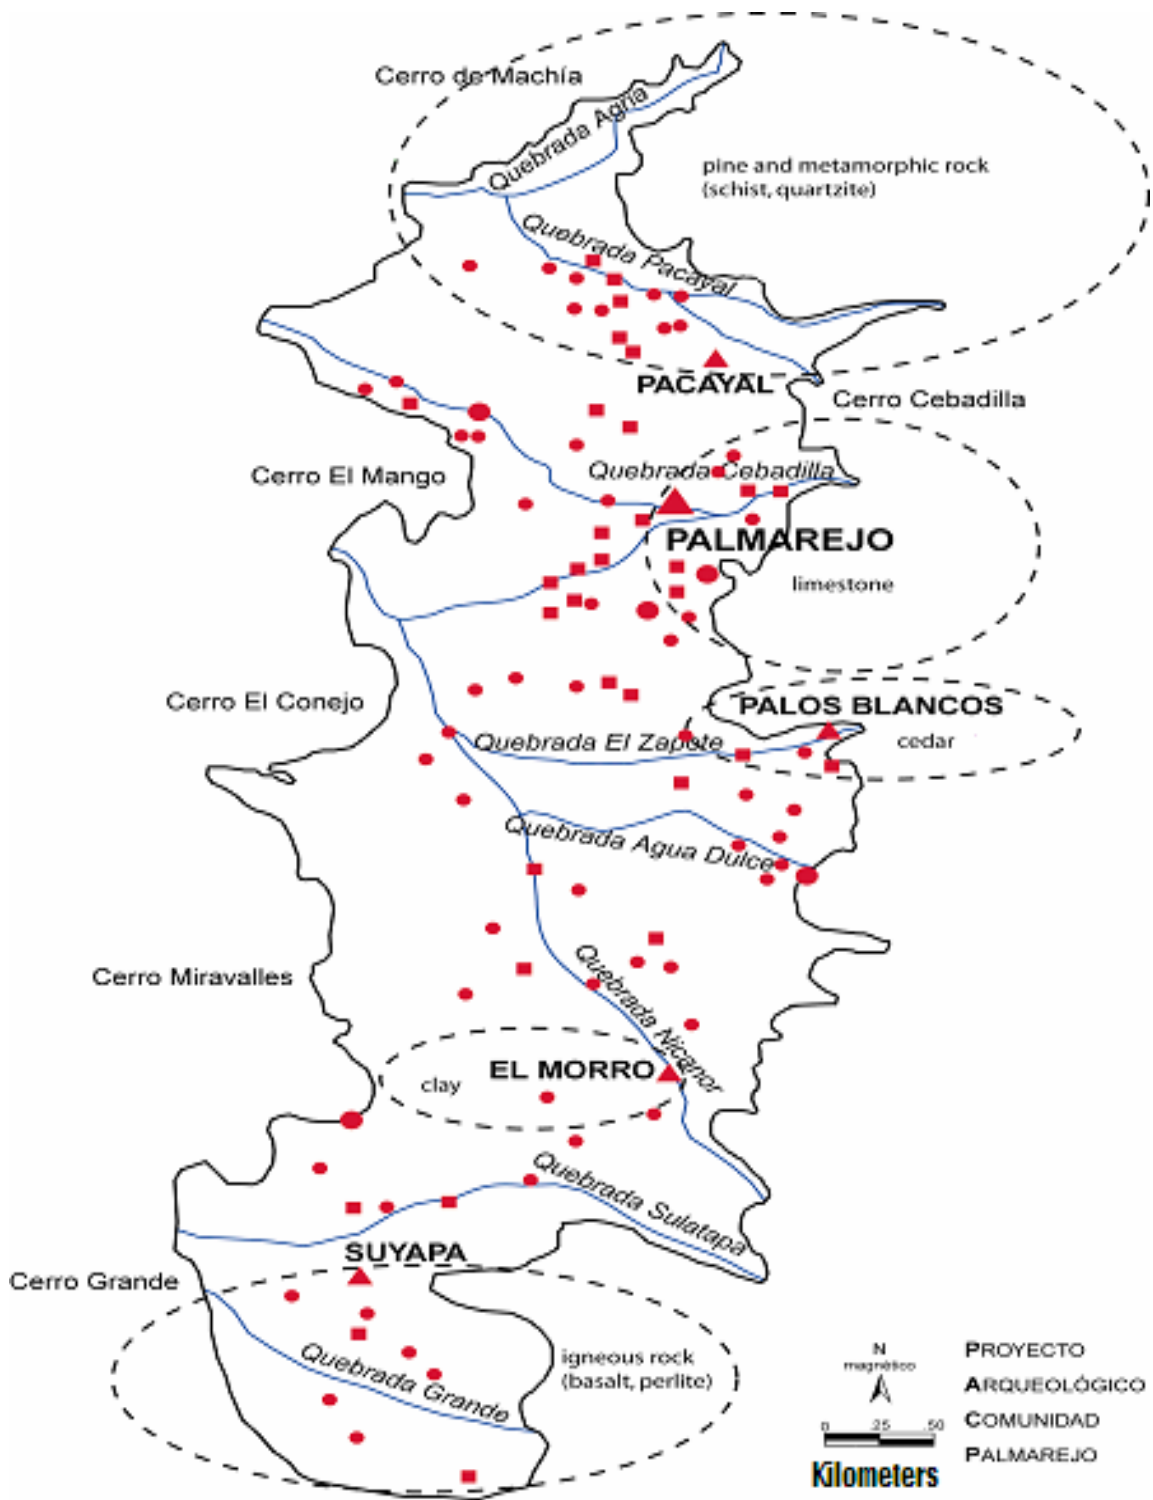 Cerro de Machía
Quebrada Agria
pine and metamorphic rock
(schist, quartzite)
Quebrada Pacayal
PACAYAL
Cerro Cebadilla
Cerro El Mango
Quebrada Cebadilla
PALMAREJO
limestone
Cerro El Conejo
PALOS BLANCOS
Quebrada El Zapote
cedar
Quebrada Agua Dulce
Cerro Miravalles
Quebrada Nicanor
EL MORRO
clay
Quebrada Sulatapa
SUYAPA
Cerro Grande
igneous rock
(basalt, perlite)
Quebrada Grande
N
magnético
0 .25 .50
Kilometers
PROYECTO
ARQUEOLÓGICO
COMUNIDAD
PALMAREJO